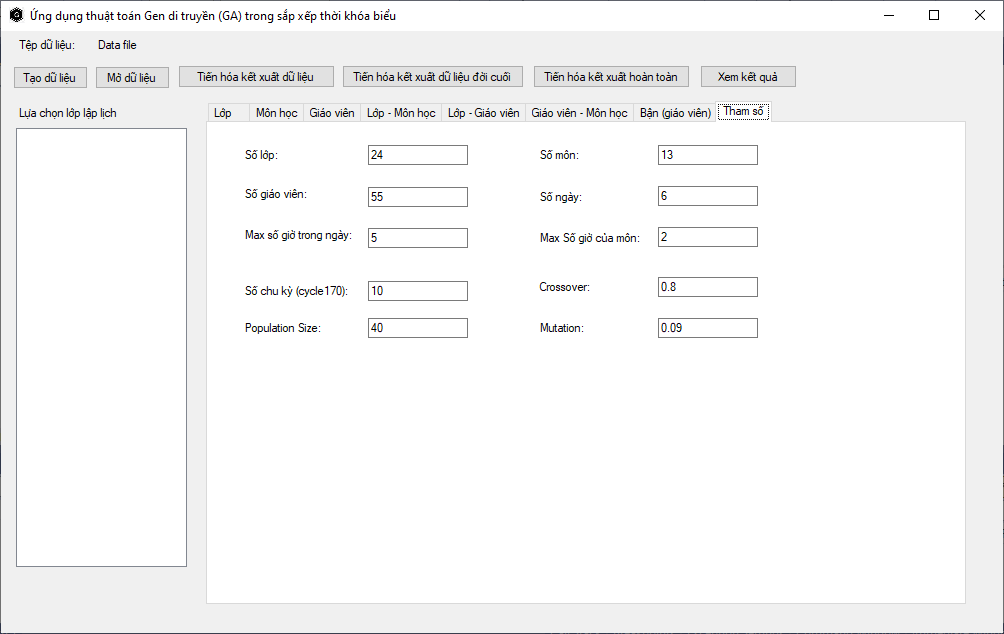 Ứng dụng thuật toán Gen di truyền (GA) trong sắp xếp thời khóa biểu
Tệp dữ liệu: Data file
Tạo dữ liệu Mở dữ liệu Tiến hóa kết xuất dữ liệu Tiến hóa kết xuất dữ liệu đời cuối Tiến hóa kết xuất hoàn toàn Xem kết quả
Lựa chọn lớp lập lịch
Lớp Môn học Giáo viên Lớp - Môn học Lớp - Giáo viên Giáo viên - Môn học Bận (giáo viên) Tham số
Số lớp: 24 Số môn: 13
Số giáo viên: 55 Số ngày: 6
Max số giờ trong ngày: 5 Max Số giờ của môn: 2
Số chu kỳ (cycle170): 10 Crossover: 0.8
Population Size: 40 Mutation: 0.09